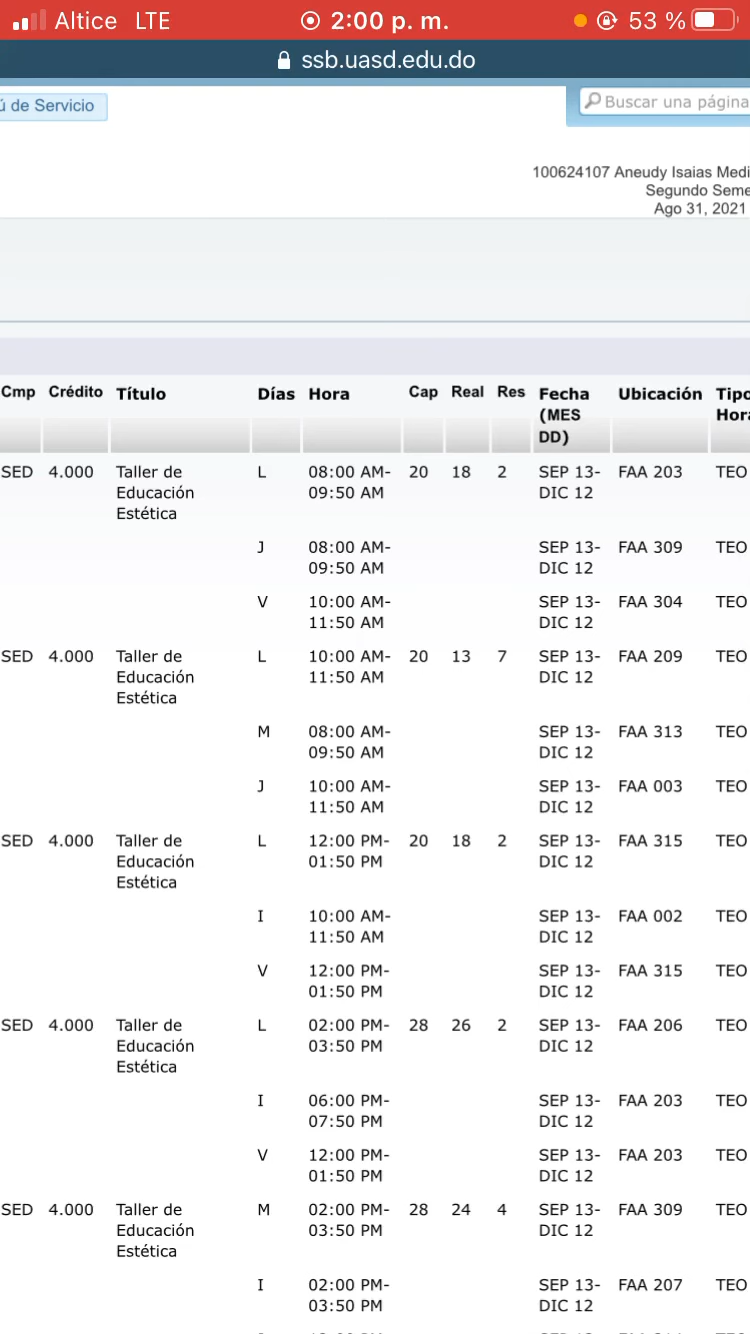 Altice LTE 2:00 p. m. 53 %
ssb.uasd.edu.do
ú de Servicio Buscar una página
100624107 Aneudy Isaias Medi
Segundo Seme
Ago 31, 2021
Cmp Crédito Título Días Hora Cap Real Res Fecha Ubicación Tipo
(MES Hora
DD)
SED 4.000 Taller de L 08:00 AM- 20 18 2 SEP 13- FAA 203 TEO
Educación 09:50 AM DIC 12
Estética
J 08:00 AM- SEP 13- FAA 309 TEO
09:50 AM DIC 12
V 10:00 AM- SEP 13- FAA 304 TEO
11:50 AM DIC 12
SED 4.000 Taller de L 10:00 AM- 20 13 7 SEP 13- FAA 209 TEO
Educación 11:50 AM DIC 12
Estética
M 08:00 AM- SEP 13- FAA 313 TEO
09:50 AM DIC 12
J 10:00 AM- SEP 13- FAA 003 TEO
11:50 AM DIC 12
SED 4.000 Taller de L 12:00 PM- 20 18 2 SEP 13- FAA 315 TEO
Educación 01:50 PM DIC 12
Estética
I 10:00 AM- SEP 13- FAA 002 TEO
11:50 AM DIC 12
V 12:00 PM- SEP 13- FAA 315 TEO
01:50 PM DIC 12
SED 4.000 Taller de L 02:00 PM- 28 26 2 SEP 13- FAA 206 TEO
Educación 03:50 PM DIC 12
Estética
I 06:00 PM- SEP 13- FAA 203 TEO
07:50 PM DIC 12
V 12:00 PM- SEP 13- FAA 203 TEO
01:50 PM DIC 12
SED 4.000 Taller de M 02:00 PM- 28 24 4 SEP 13- FAA 309 TEO
Educación 03:50 PM DIC 12
Estética
I 02:00 PM- SEP 13- FAA 207 TEO
03:50 PM DIC 12